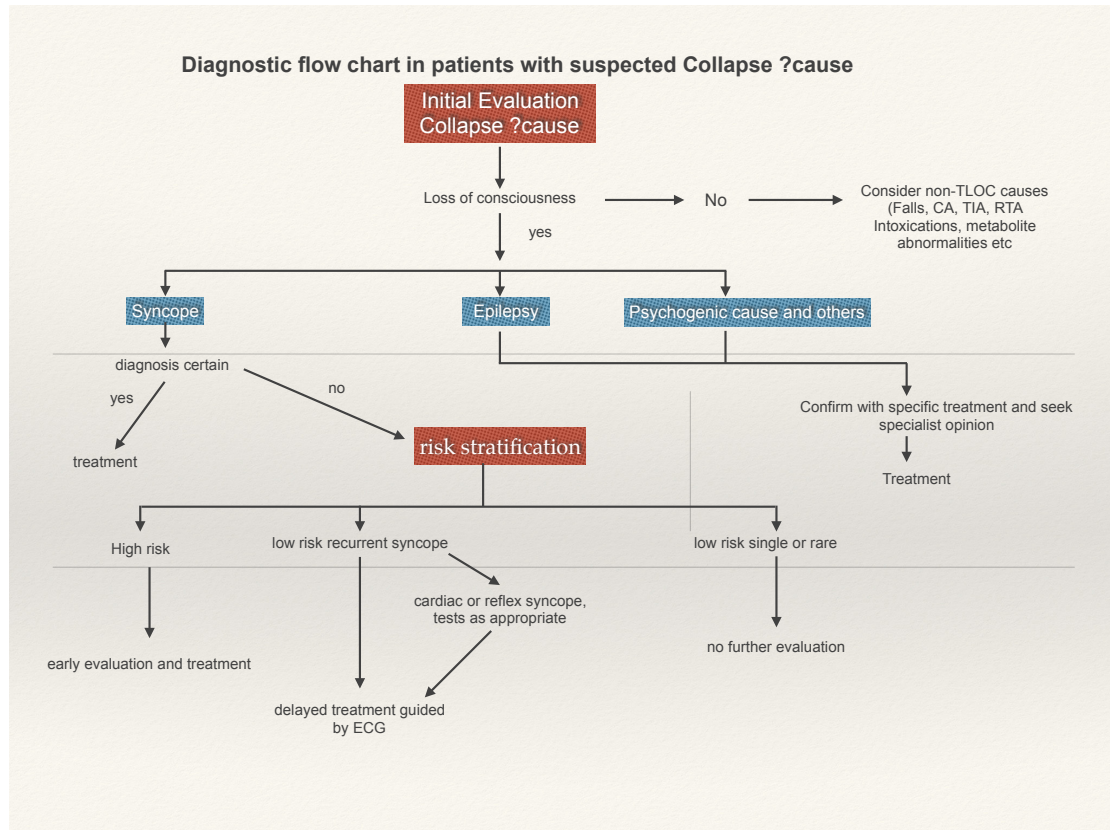 Diagnostic flow chart in patients with suspected Collapse ?cause
Initial Evaluation
Collapse ?cause
Loss of consciousness
No
Consider non-TLOC causes
(Falls, CA, TIA, RTA
Intoxications, metabolite
abnormalities etc
yes
Syncope
Epilepsy
Psychogenic cause and others
diagnosis certain
yes
no
Confirm with specific treatment and seek
specialist opinion
risk stratification
treatment
Treatment
High risk
low risk recurrent syncope
low risk single or rare
cardiac or reflex syncope,
tests as appropriate
no further evaluation
early evaluation and treatment
delayed treatment guided
by ECG